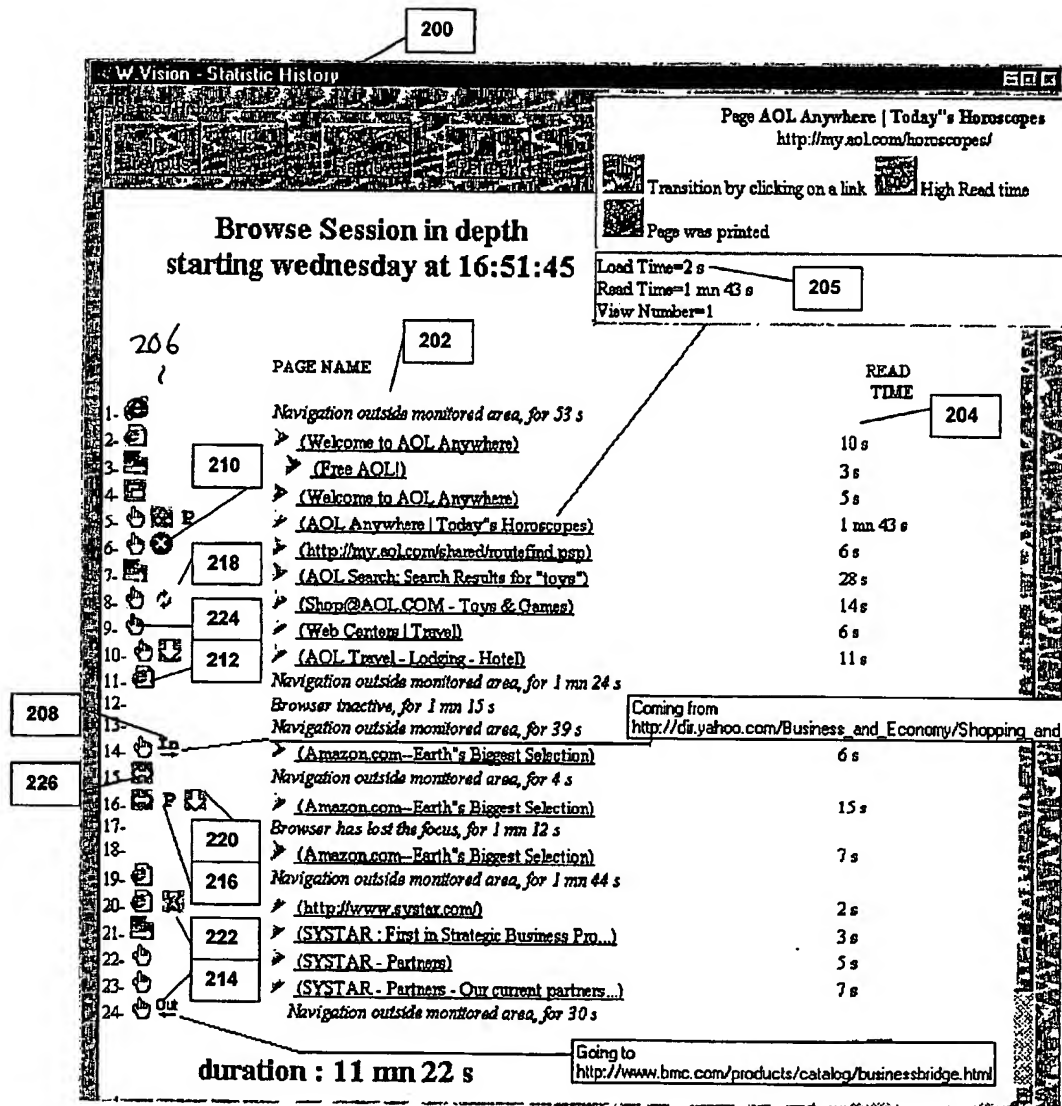 200
W.Vision - Statistic History
Page AOL Anywhere | Today"s Horoscopes
http://my.aol.com/horoscopes/
Transition by clicking on a link High Read time
Page was printed
Browse Session in depth
starting wednesday at 16:51:45
Load Time=2 s
Read Time=1 mn 43 s
View Number=1
205
206
202
PAGE NAME
READ
TIME
204
1- Navigation outside monitored area, for 53 s
2- (Welcome to AOL Anywhere) 10 s
3- (Free AOL!) 3 s
210
4- (Welcome to AOL Anywhere) 5 s
5- P (AOL Anywhere | Today"s Horoscopes) 1 mn 43 s
6- (http://my.aol.com/shared/routefind.psp) 6 s
218
7- (AOL Search: Search Results for "toys") 28 s
8- (Shop@AOL.COM - Toys & Games) 14 s
224
9- (Web Centers | Travel) 6 s
212
10- (AOL Travel - Lodging - Hotel) 11 s
11- Navigation outside monitored area, for 1 mn 24 s
208
12- Browser inactive, for 1 mn 15 s
Coming from
http://dir.yahoo.com/Business_and_Economy/Shopping_and
13- Navigation outside monitored area, for 39 s
14- In (Amazon.com--Earth"s Biggest Selection) 6 s
226
15- Navigation outside monitored area, for 4 s
16- P (Amazon.com--Earth"s Biggest Selection) 15 s
17- Browser has lost the focus, for 1 mn 12 s
220
18- (Amazon.com--Earth"s Biggest Selection) 7 s
216
19- Navigation outside monitored area, for 1 mn 44 s
20- (http://www.systar.com/) 2 s
222
21- (SYSTAR : First in Strategic Business Pro...) 3 s
22- (SYSTAR - Partners) 5 s
214
23- (SYSTAR - Partners - Our current partners...) 7 s
24- Out Navigation outside monitored area, for 30 s
Going to
http://www.bmc.com/products/catalog/businessbridge.html
duration : 11 mn 22 s